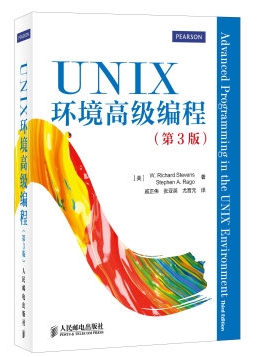 PEARSON
UNIX
环境高级编程
（第3版）
[美] W. Richard Stevens
Stephen A. Rago 著
戚正伟 张亚英 尤晋元 译
Advanced Programming in the UNIX Environment Third Edition
人民邮电出版社
POSTS & TELECOM PRESS
UNIX环境高级编程（第3版）
人民邮电出版社